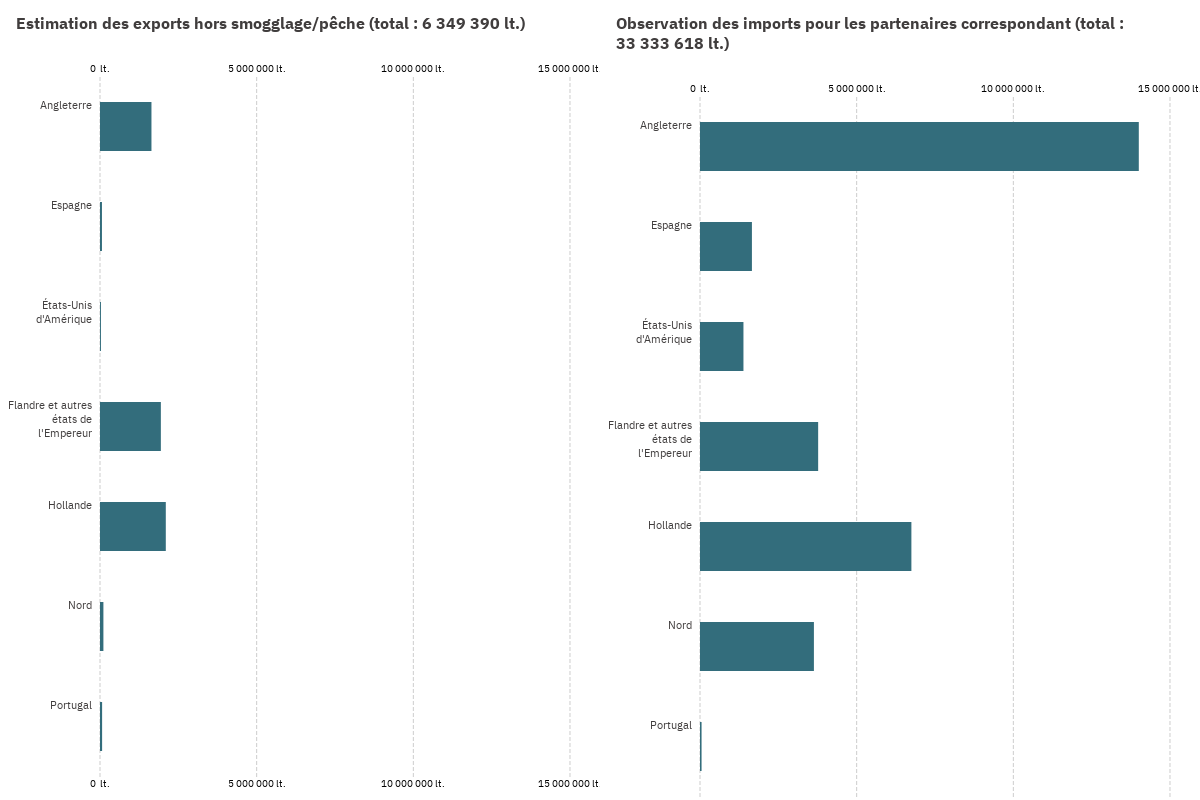 Estimation des exports hors smogglage/pêche (total : 6 349 390 lt.)
0 lt.
5 000 000 lt.
10 000 000 lt.
15 000 000 lt
Angleterre
Espagne
États-Unis
d'Amérique
Flandre et autres
états de
l'Empereur
Hollande
Nord
Portugal
0 lt.
5 000 000 lt.
10 000 000 lt.
15 000 000 lt
Observation des imports pour les partenaires correspondant (total :
33 333 618 lt.)
0 lt.
5 000 000 lt.
10 000 000 lt.
15 000 000 lt
Angleterre
Espagne
États-Unis
d'Amérique
Flandre et autres
états de
l'Empereur
Hollande
Nord
Portugal